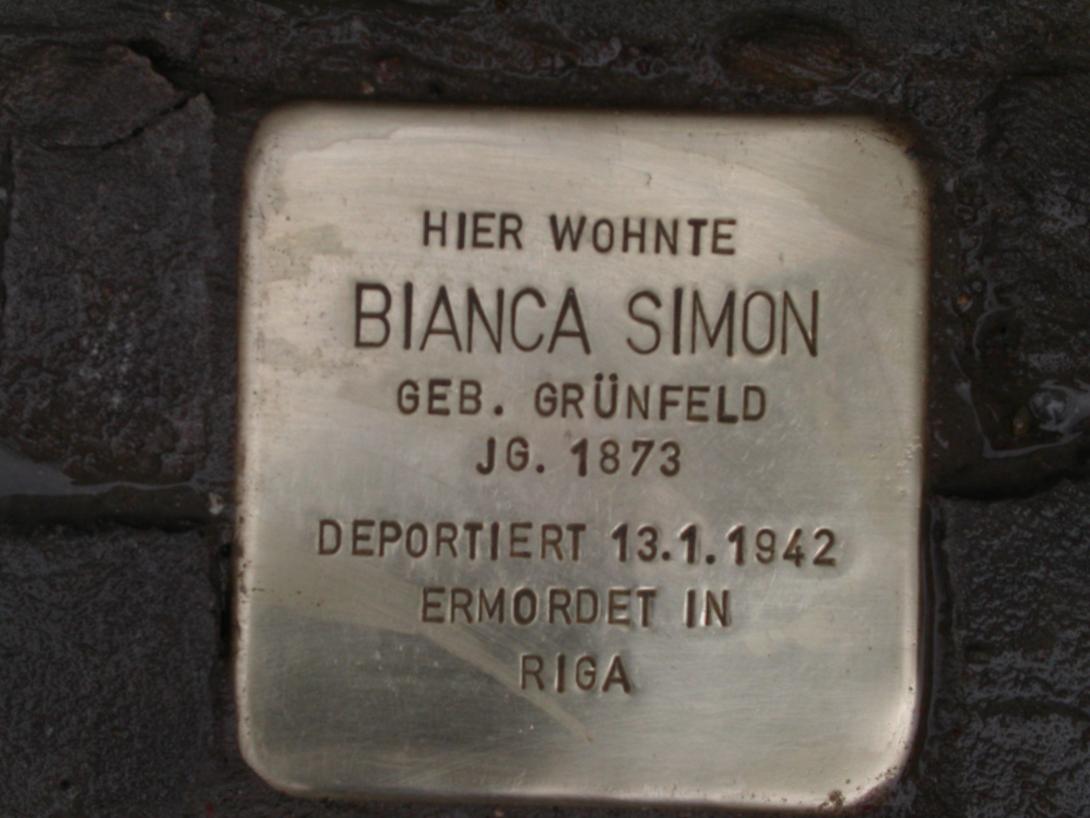 HIER WOHNTE
BIANCA SIMON
GEB. GRÜNFELD
JG. 1873
DEPORTIERT 13.1.1942
ERMORDET IN
RIGA